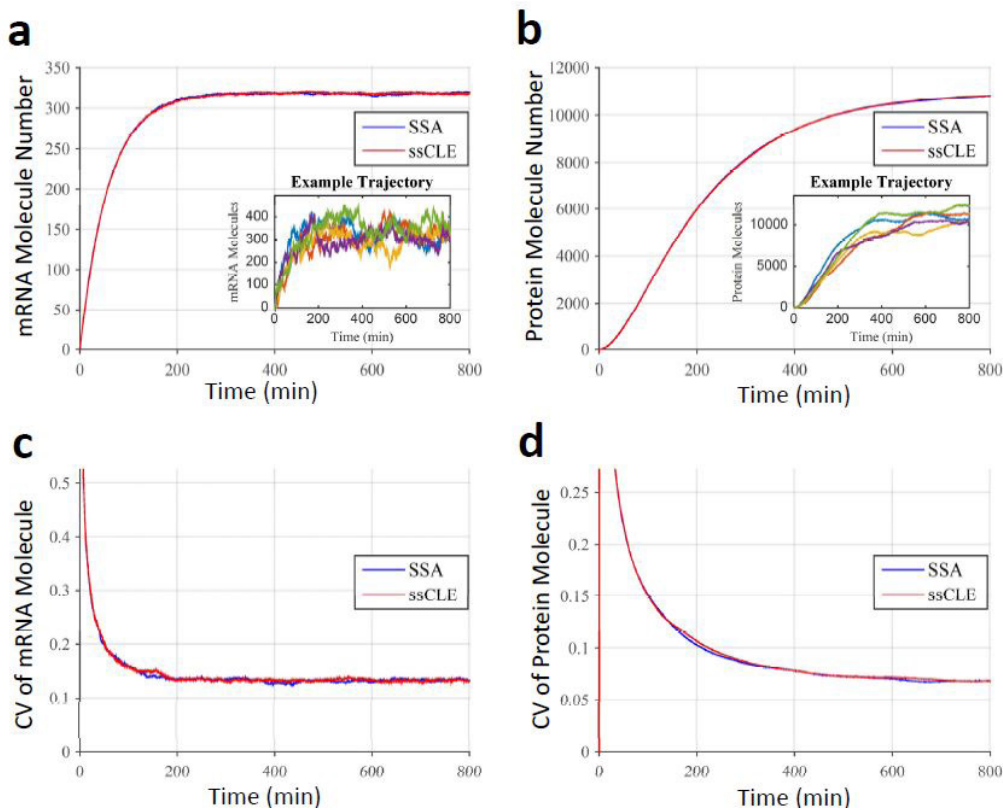 a
mRNA Molecule Number
350
300
250
200
150
100
50
0
SSA
ssCLE
Example Trajectory
mRNA Molecules
400
300
200
100
0
0 200 400 600 800
Time (min)
0 200 400 600 800
Time (min)
b
Protein Molecule Number
12000
10000
8000
6000
4000
2000
0
SSA
ssCLE
Example Trajectory
Protein Molecules
10000
5000
0
0 200 400 600 800
Time (min)
0 200 400 600 800
Time (min)
c
CV of mRNA Molecule
0.5
0.4
0.3
0.2
0.1
0
SSA
ssCLE
0 200 400 600 800
Time (min)
d
CV of Protein Molecule
0.25
0.2
0.15
0.1
0.05
0
SSA
ssCLE
0 200 400 600 800
Time (min)